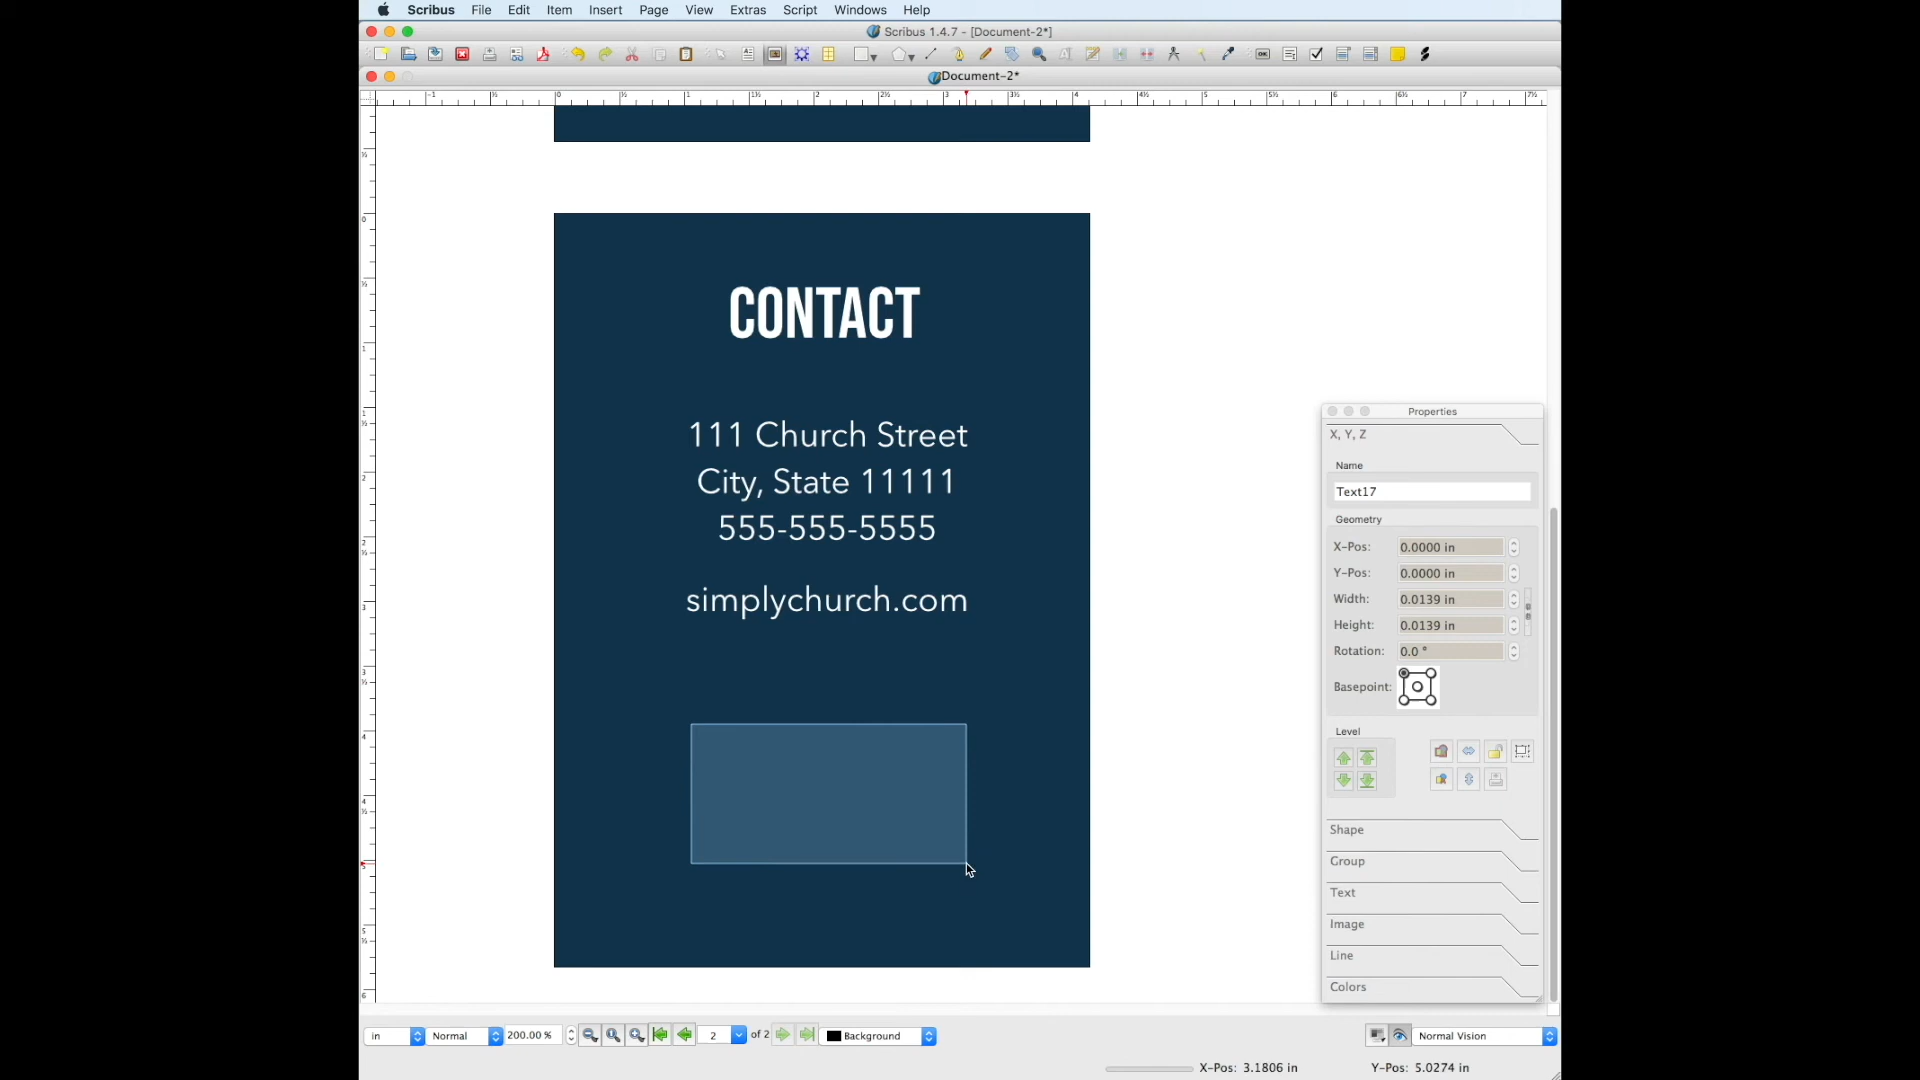 Scribus File Edit Item Insert Page View Extras Script Windows Help
Scribus 1.4.7 - [Document-2*]
Document-2*
CONTACT
111 Church Street
City, State 11111
555-555-5555
simplychurch.com
Properties
X, Y, Z
Name
Text17
Geometry
X-Pos: 0.0000 in
Y-Pos: 0.0000 in
Width: 0.0139 in
Height: 0.0139 in
Rotation: 0.0 °
Basepoint:
Level
Shape
Group
Text
Image
Line
Colors
in Normal 200.00 % 2 of 2 Background Normal Vision
X-Pos: 3.1806 in Y-Pos: 5.0274 in